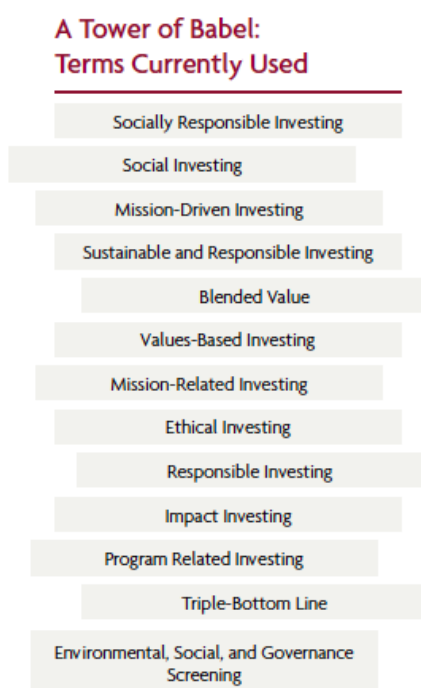 A Tower of Babel:
Terms Currently Used
Socially Responsible Investing
Social Investing
Mission-Driven Investing
Sustainable and Responsible Investing
Blended Value
Values-Based Investing
Mission-Related Investing
Ethical Investing
Responsible Investing
Impact Investing
Program Related Investing
Triple-Bottom Line
Environmental, Social, and Governance
Screening